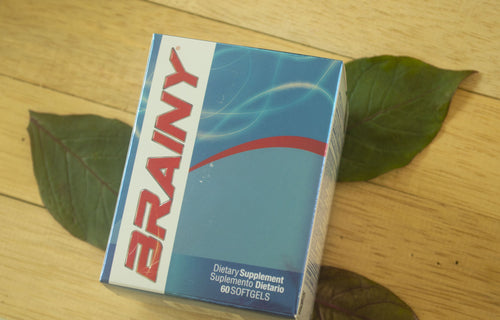 BRAINY®
Dietary Supplement
Suplemento Dietario
60 SOFTGELS